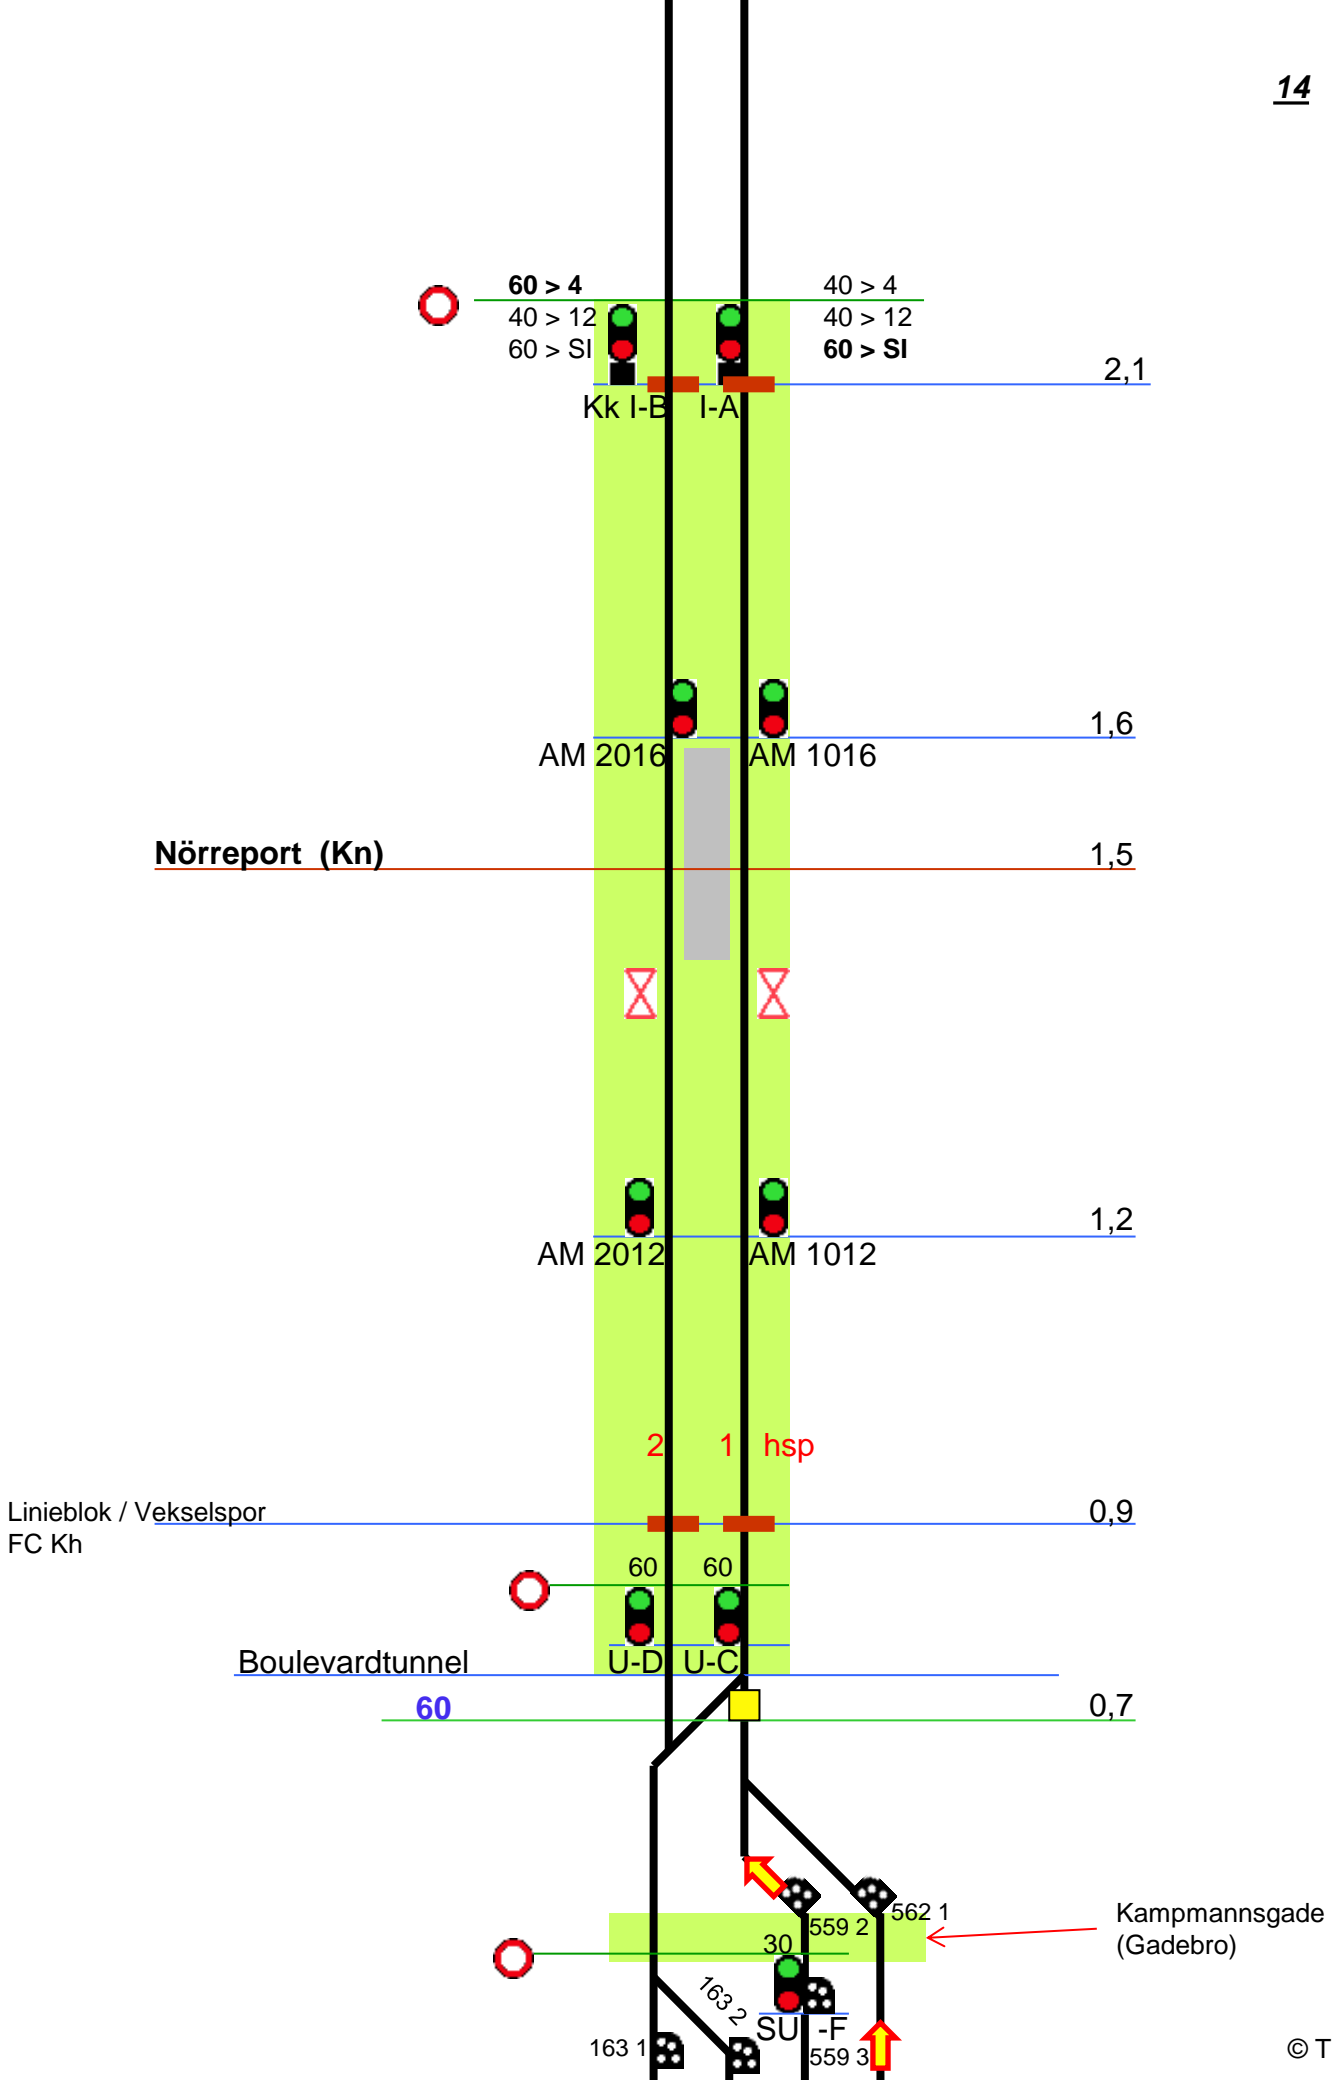 14
60 > 4 40 > 4
40 > 12 40 > 12
60 > SI 60 > SI
2,1
Kk I-B I-A
1,6
AM 2016 AM 1016
Nörreport (Kn) 1,5
1,2
AM 2012 AM 1012
2 1 hsp
Linieblok / Vekselspor 0,9
FC Kh
60 60
Boulevardtunnel U-D U-C
60 0,7
562 1 Kampmannsgade
559 2
30 (Gadebro)
163 2
SU -F
163 1 559 3 © T